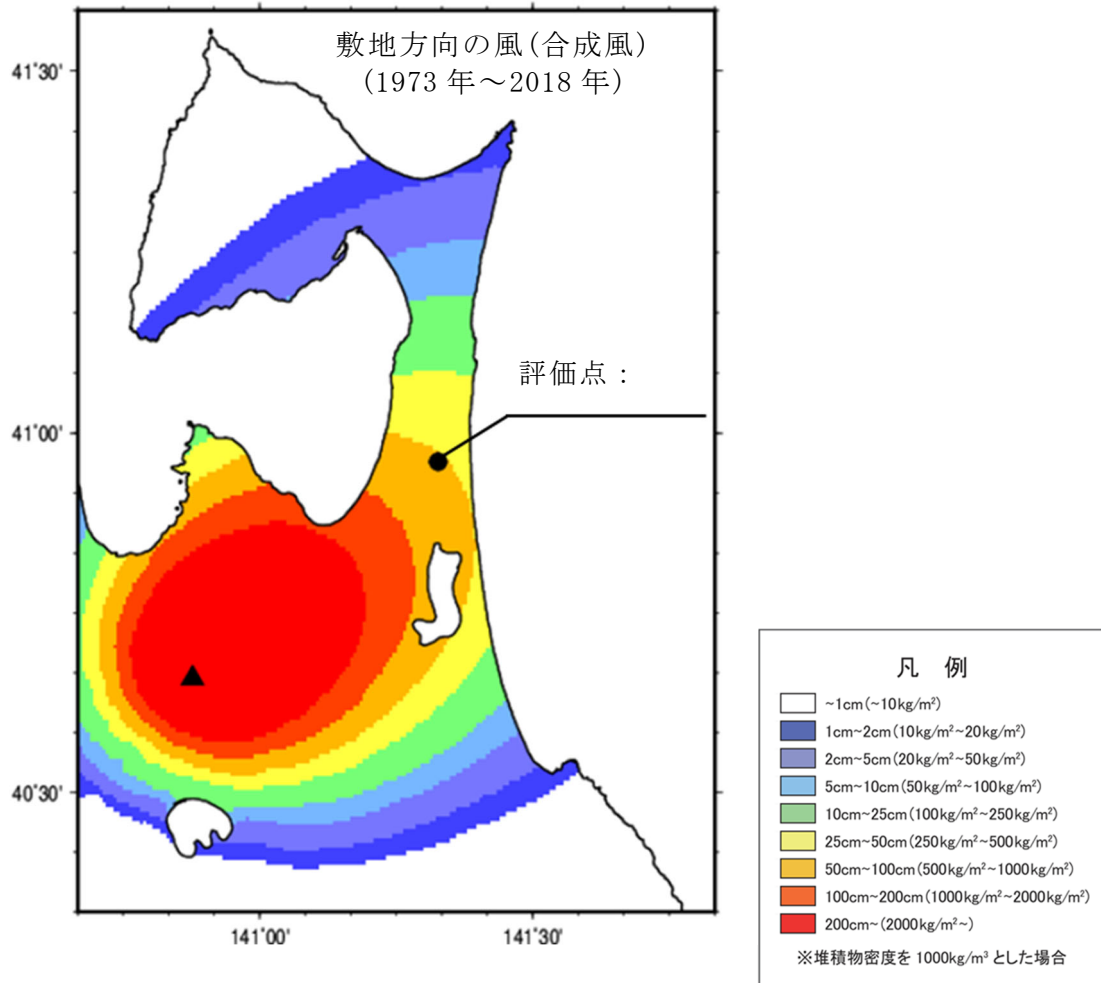 敷地方向の風(合成風)
(1973 年～2018 年)
41°30'
評価点：
41°00'
40°30'
141°00'
141°30'
凡 例
~1cm(~10kg/m²)
1cm~2cm(10kg/m²~20kg/m²)
2cm~5cm(20kg/m²~50kg/m²)
5cm~10cm(50kg/m²~100kg/m²)
10cm~25cm(100kg/m²~250kg/m²)
25cm~50cm(250kg/m²~500kg/m²)
50cm~100cm(500kg/m²~1000kg/m²)
100cm~200cm(1000kg/m²~2000kg/m²)
200cm~(2000kg/m²~)
※堆積物密度を 1000kg/m³ とした場合